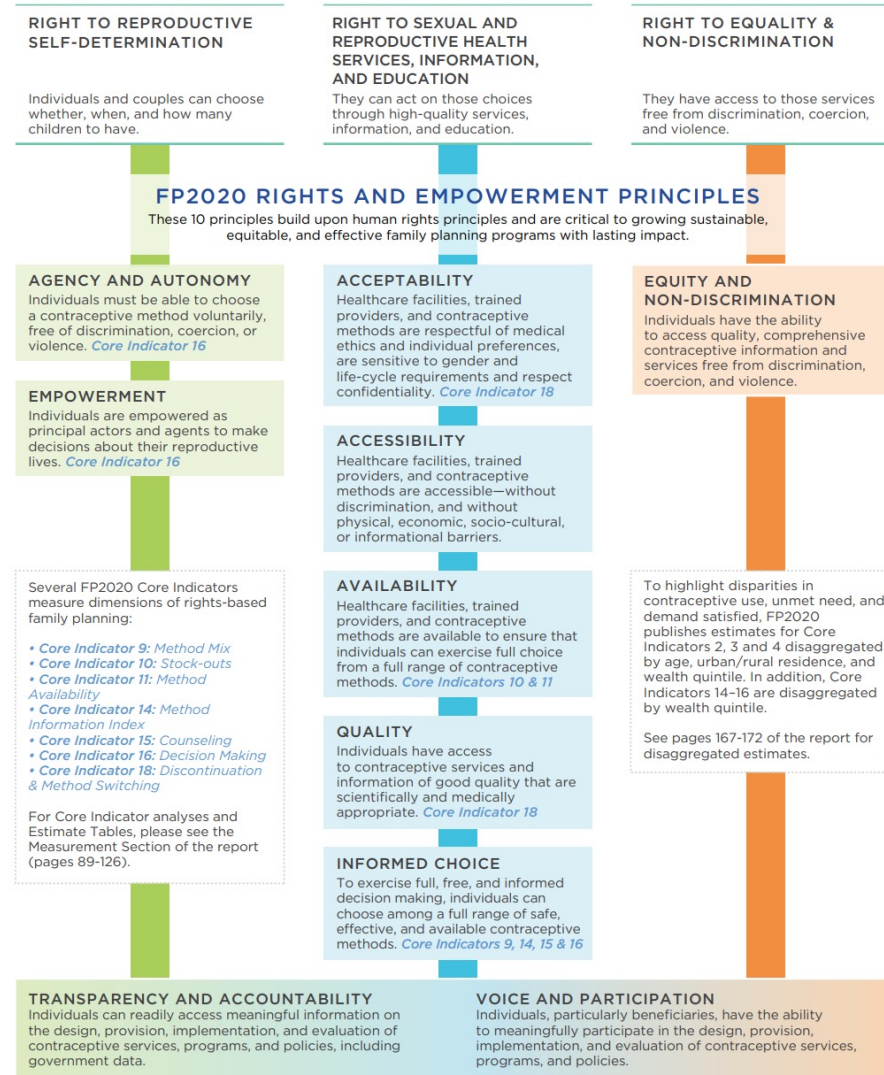 RIGHT TO REPRODUCTIVE
SELF-DETERMINATION
Individuals and couples can choose
whether, when, and how many
children to have.
RIGHT TO SEXUAL AND
REPRODUCTIVE HEALTH
SERVICES, INFORMATION,
AND EDUCATION
They can act on those choices
through high-quality services,
information, and education.
RIGHT TO EQUALITY &
NON-DISCRIMINATION
They have access to those services
free from discrimination, coercion,
and violence.
FP2020 RIGHTS AND EMPOWERMENT PRINCIPLES
These 10 principles build upon human rights principles and are critical to growing sustainable,
equitable, and effective family planning programs with lasting impact.
AGENCY AND AUTONOMY
Individuals must be able to choose
a contraceptive method voluntarily,
free of discrimination, coercion, or
violence. Core Indicator 16
EMPOWERMENT
Individuals are empowered as
principal actors and agents to make
decisions about their reproductive
lives. Core Indicator 16
Several FP2020 Core Indicators
measure dimensions of rights-based
family planning:
• Core Indicator 9: Method Mix
• Core Indicator 10: Stock-outs
• Core Indicator 11: Method
Availability
• Core Indicator 14: Method
Information Index
• Core Indicator 15: Counseling
• Core Indicator 16: Decision Making
• Core Indicator 18: Discontinuation
& Method Switching
For Core Indicator analyses and
Estimate Tables, please see the
Measurement Section of the report
(pages 89-126).
ACCEPTABILITY
Healthcare facilities, trained
providers, and contraceptive
methods are respectful of medical
ethics and individual preferences,
are sensitive to gender and
life-cycle requirements and respect
confidentiality. Core Indicator 18
ACCESSIBILITY
Healthcare facilities, trained
providers, and contraceptive
methods are accessible—without
discrimination, and without
physical, economic, socio-cultural,
or informational barriers.
AVAILABILITY
Healthcare facilities, trained
providers, and contraceptive
methods are available to ensure that
individuals can exercise full choice
from a full range of contraceptive
methods. Core Indicators 10 & 11
QUALITY
Individuals have access
to contraceptive services and
information of good quality that are
scientifically and medically
appropriate. Core Indicator 18
INFORMED CHOICE
To exercise full, free, and informed
decision making, individuals can
choose among a full range of safe,
effective, and available contraceptive
methods. Core Indicators 9, 14, 15 & 16
EQUITY AND
NON-DISCRIMINATION
Individuals have the ability
to access quality, comprehensive
contraceptive information and
services free from discrimination,
coercion, and violence.
To highlight disparities in
contraceptive use, unmet need, and
demand satisfied, FP2020
publishes estimates for Core
Indicators 2, 3 and 4 disaggregated
by age, urban/rural residence, and
wealth quintile. In addition, Core
Indicators 14–16 are disaggregated
by wealth quintile.
See pages 167-172 of the report for
disaggregated estimates.
TRANSPARENCY AND ACCOUNTABILITY
Individuals can readily access meaningful information on
the design, provision, implementation, and evaluation of
contraceptive services, programs, and policies, including
government data.
VOICE AND PARTICIPATION
Individuals, particularly beneficiaries, have the ability
to meaningfully participate in the design, provision,
implementation, and evaluation of contraceptive services,
programs, and policies.